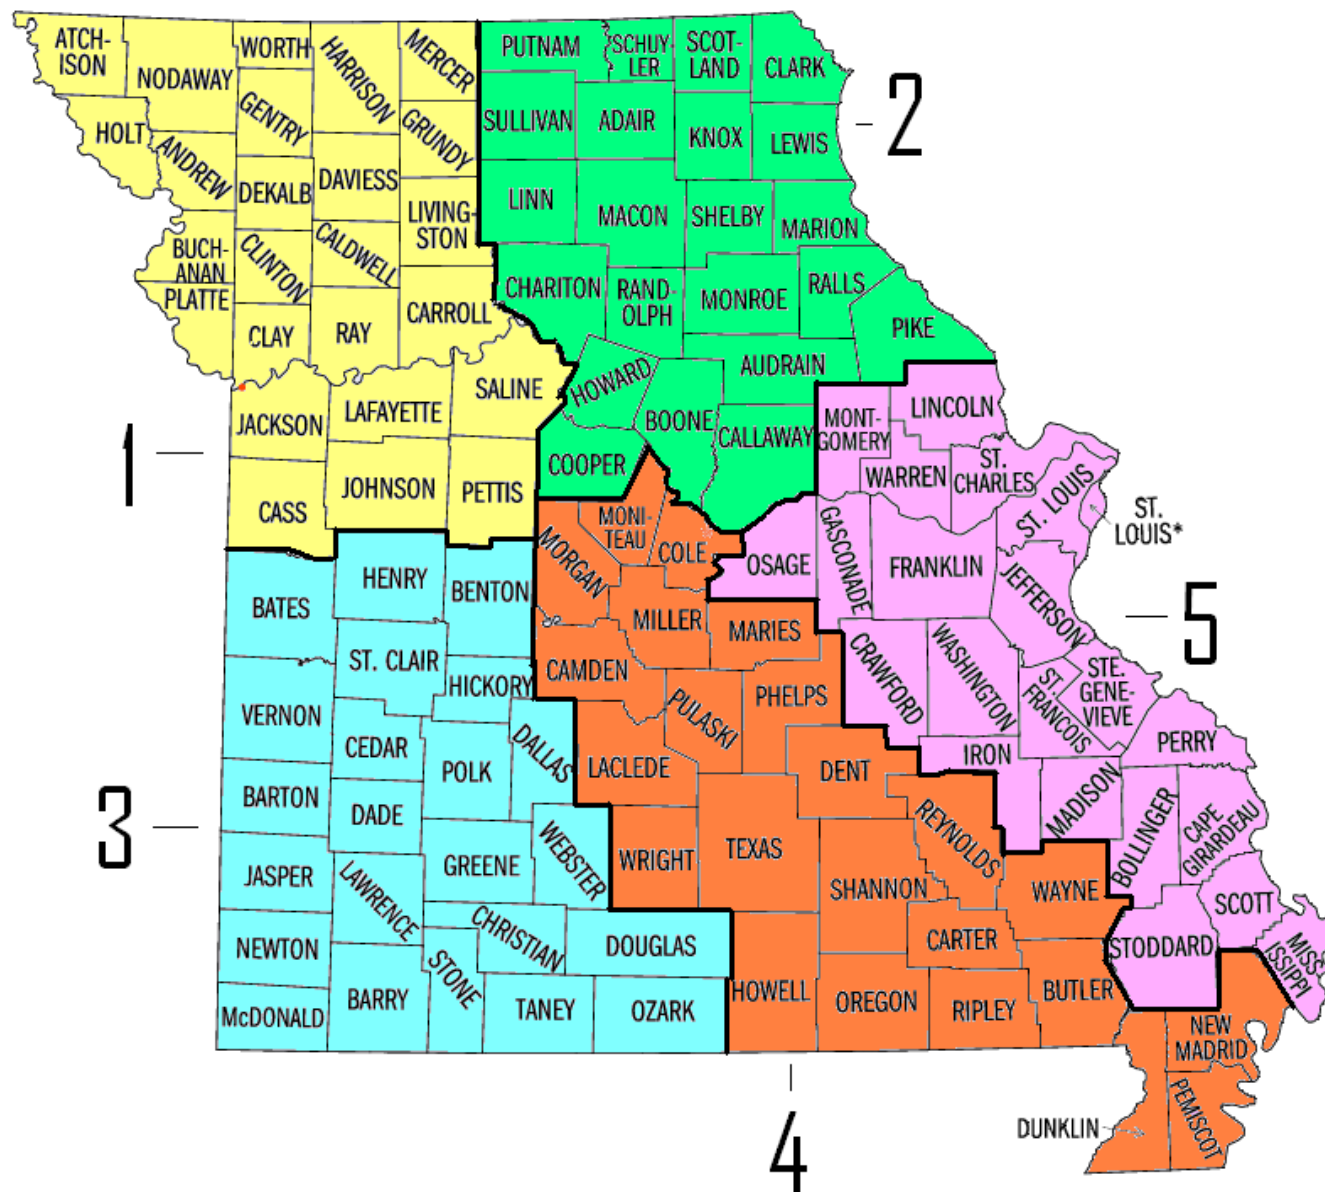 ATCH-
ISON
NODAWAY
WORTH
HARRISON
MERCER
GENTRY
HOLT
ANDREW
GRUNDY
DEKALB
DAVIESS
LIVING-
STON
BUCH-
ANAN
CLINTON
CALDWELL
PLATTE
CLAY
RAY
CARROLL
JACKSON
LAFAYETTE
SALINE
CASS
JOHNSON
PETTIS
1
PUTNAM
SCHUY-
LER
SCOT-
LAND
CLARK
SULLIVAN
ADAIR
KNOX
LEWIS
LINN
MACON
SHELBY
MARION
CHARITON
RAND-
OLPH
MONROE
RALLS
PIKE
HOWARD
AUDRAIN
BOONE
CALLAWAY
COOPER
2
BATES
HENRY
BENTON
ST. CLAIR
HICKORY
VERNON
CEDAR
POLK
DALLAS
BARTON
DADE
GREENE
WEBSTER
JASPER
LAWRENCE
CHRISTIAN
DOUGLAS
NEWTON
BARRY
STONE
TANEY
OZARK
McDONALD
3
MONI-
TEAU
MORGAN
COLE
MILLER
MARIES
CAMDEN
PULASKI
PHELPS
LACLEDE
DENT
WRIGHT
TEXAS
REYNOLDS
SHANNON
WAYNE
CARTER
HOWELL
OREGON
RIPLEY
BUTLER
NEW
MADRID
DUNKLIN
PEMISCOT
4
MONT-
GOMERY
LINCOLN
WARREN
ST.
CHARLES
ST. LOUIS
ST.
LOUIS*
OSAGE
GASCONADE
FRANKLIN
JEFFERSON
CRAWFORD
WASHINGTON
ST.
FRANCOIS
STE.
GENE-
VIEVE
IRON
PERRY
MADISON
BOLLINGER
CAPE
GIRARDEAU
SCOTT
STODDARD
MISS-
ISSIPPI
5